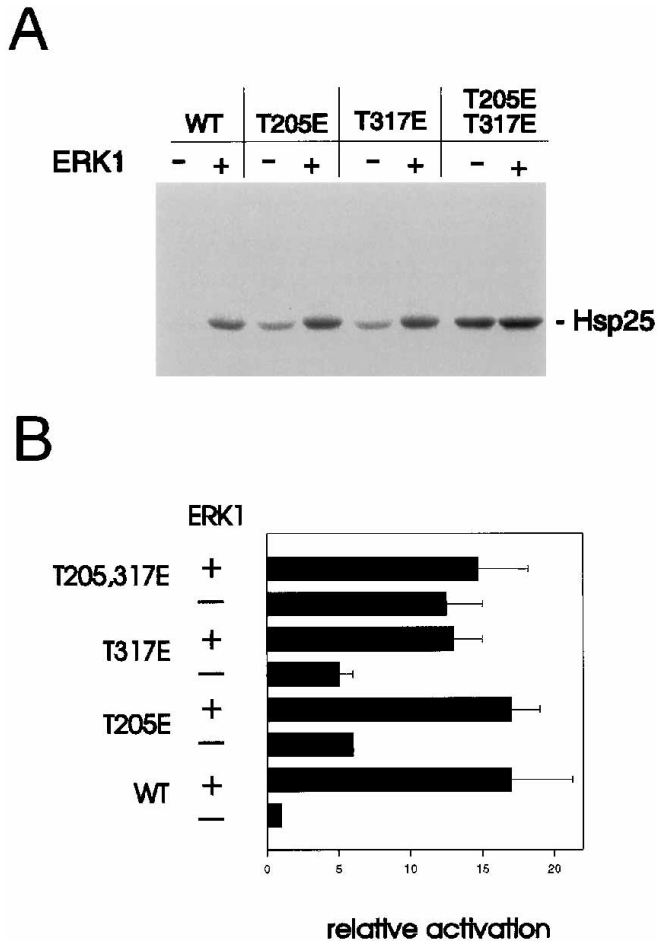 A
WT T205E T317E T205E
T317E
ERK1 - + - + - + - +
- Hsp25
B
ERK1
T205,317E +
−
T317E +
−
T205E +
−
WT +
−
0 5 10 15 20
relative activation